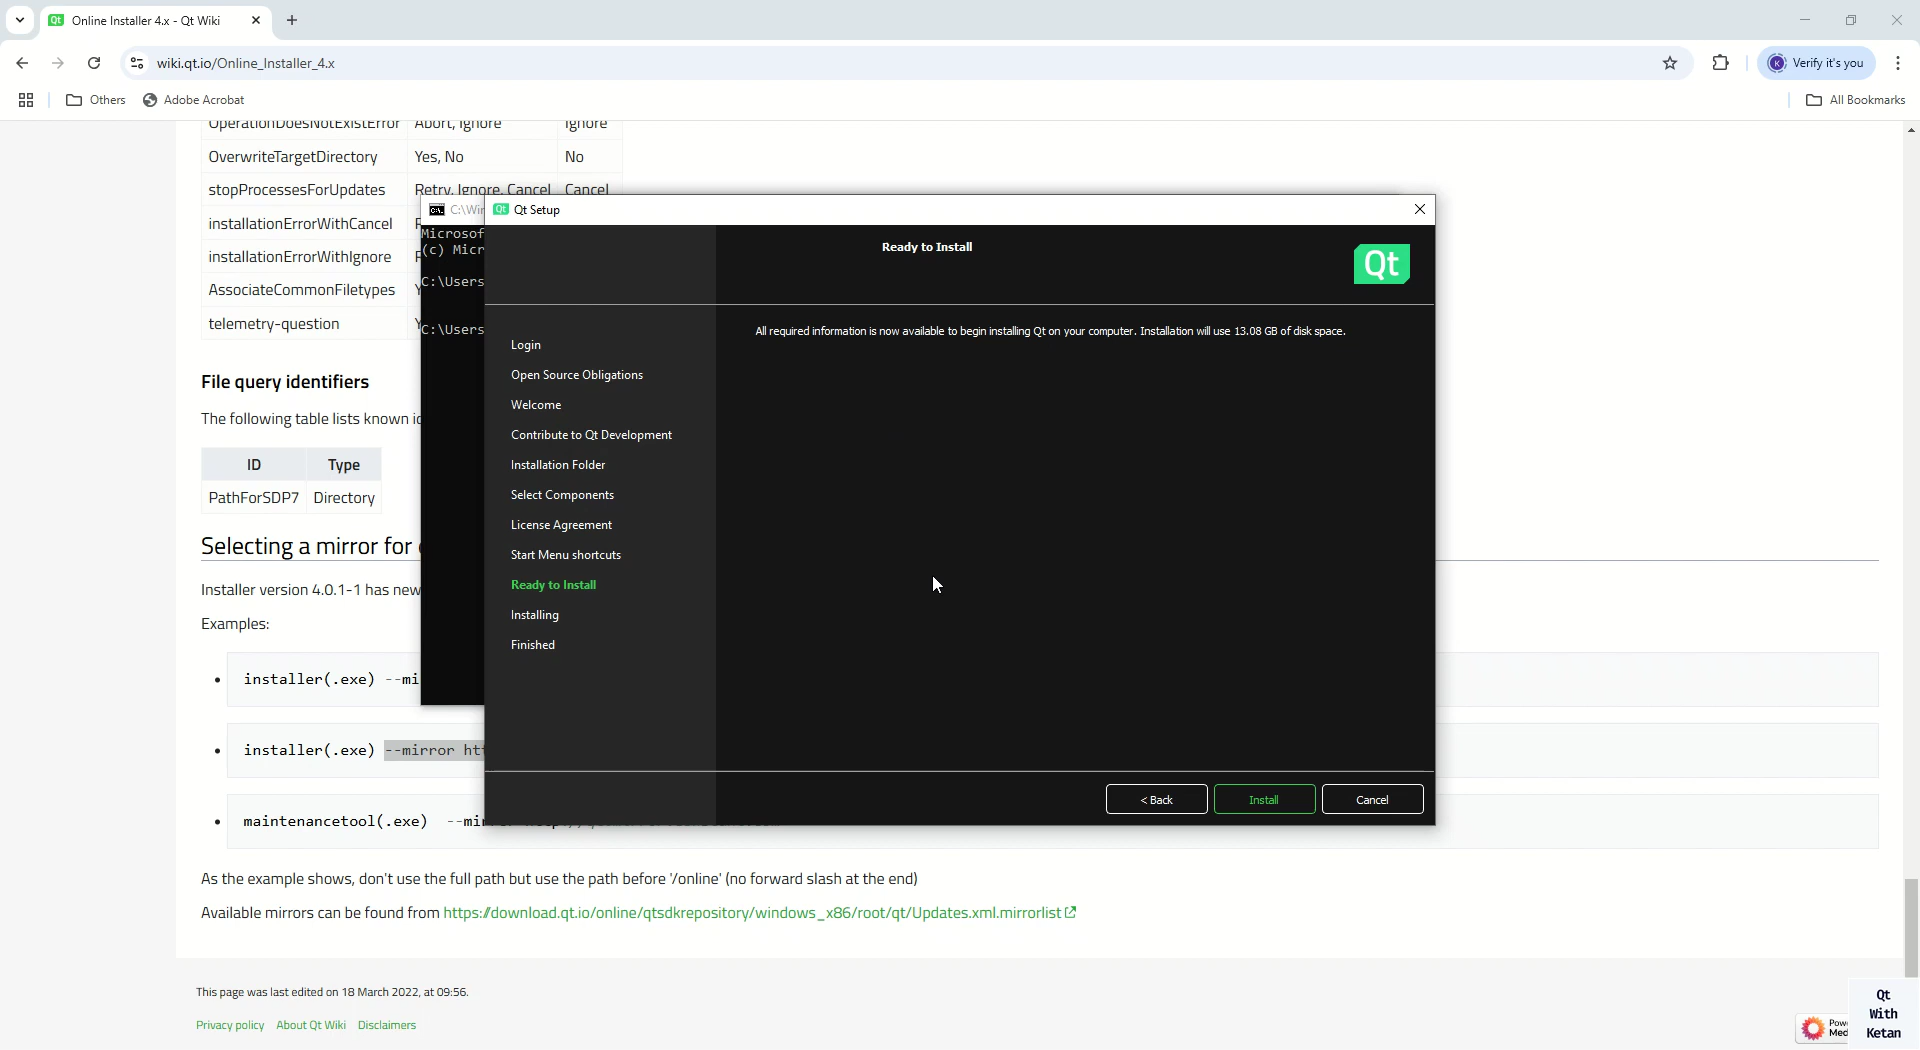 Online Installer 4.x - Qt Wiki
wiki.qt.io/Online_Installer_4.x
Verify it's you
Others
Adobe Acrobat
All Bookmarks
OperationDoesNotExistError Abort, Ignore Ignore
OverwriteTargetDirectory Yes, No No
stopProcessesForUpdates Retry, Ignore, Cancel Cancel
installationErrorWithCancel
installationErrorWithIgnore
AssociateCommonFiletypes
telemetry-question
File query identifiers
The following table lists known
ID Type
PathForSDP7 Directory
Selecting a mirror for
Installer version 4.0.1-1 has new
Examples:
installer(.exe) --mi
installer(.exe) --mirror htt
maintenancetool(.exe) --mi
As the example shows, don't use the full path but use the path before '/online' (no forward slash at the end)
Available mirrors can be found from https://download.qt.io/online/qtsdkrepository/windows_x86/root/qt/Updates.xml.mirrorlist
This page was last edited on 18 March 2022, at 09:56.
Privacy policy About Qt Wiki Disclaimers
C:\Win
Microsof
(c) Micr
C:\Users
C:\Users
Qt Setup
Ready to Install
Qt
All required information is now available to begin installing Qt on your computer. Installation will use 13.08 GB of disk space.
Login
Open Source Obligations
Welcome
Contribute to Qt Development
Installation Folder
Select Components
License Agreement
Start Menu shortcuts
Ready to Install
Installing
Finished
< Back
Install
Cancel
Qt
With
Ketan